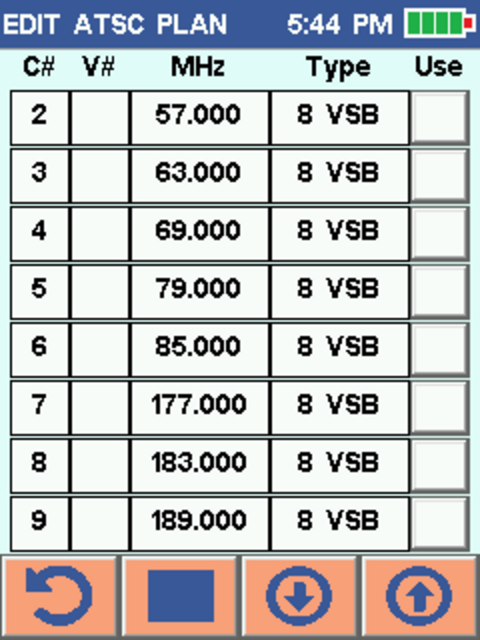 EDIT ATSC PLAN 5:44 PM
C# V# MHz Type Use
2 57.000 8 VSB
3 63.000 8 VSB
4 69.000 8 VSB
5 79.000 8 VSB
6 85.000 8 VSB
7 177.000 8 VSB
8 183.000 8 VSB
9 189.000 8 VSB